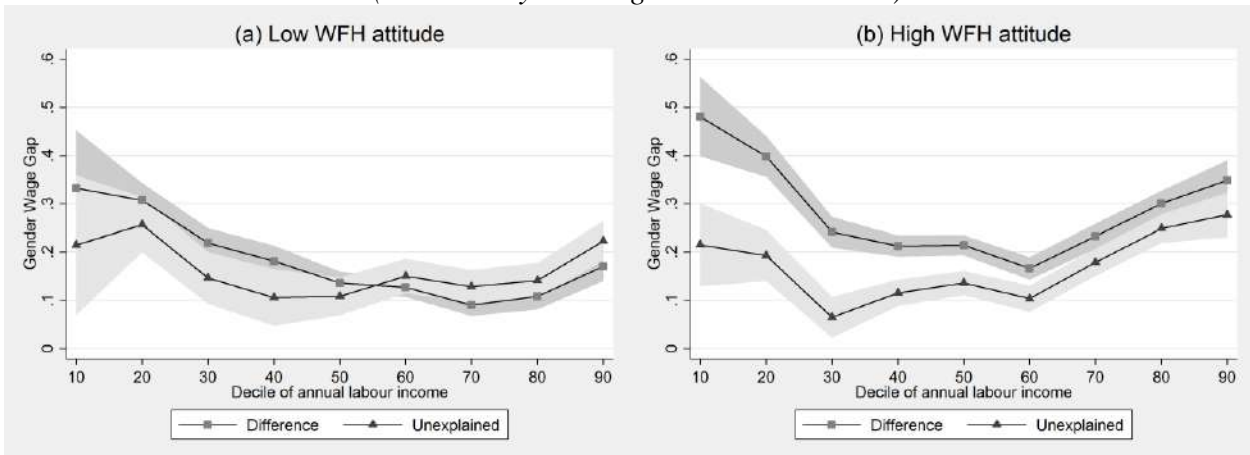 (a) Low WFH attitude
Gender Wage Gap
.6
.5
.4
.3
.2
.1
0
10 20 30 40 50 60 70 80 90
Decile of annual labour income
Difference Unexplained
(b) High WFH attitude
Gender Wage Gap
.6
.5
.4
.3
.2
.1
0
10 20 30 40 50 60 70 80 90
Decile of annual labour income
Difference Unexplained